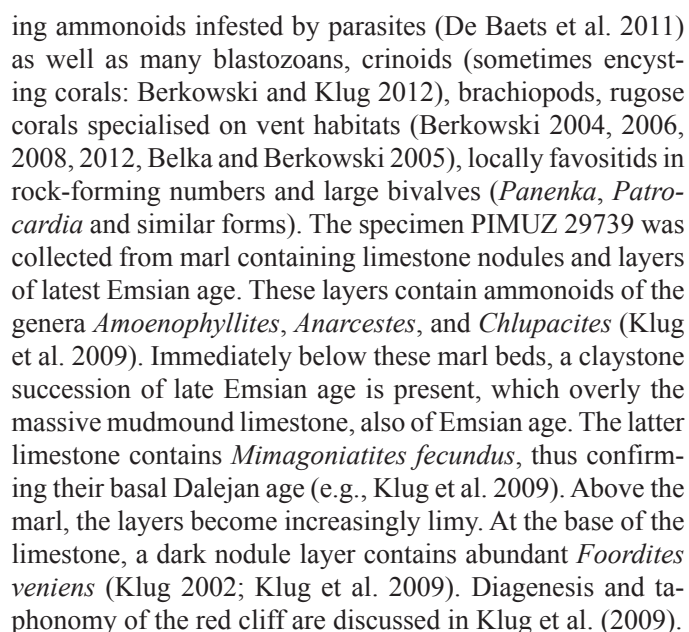 ing ammonoids infested by parasites (De Baets et al. 2011)
as well as many blastozoans, crinoids (sometimes encyst-
ing corals: Berkowski and Klug 2012), brachiopods, rugose
corals specialised on vent habitats (Berkowski 2004, 2006,
2008, 2012, Belka and Berkowski 2005), locally favositids in
rock-forming numbers and large bivalves (Panenka, Patro-
cardia and similar forms). The specimen PIMUZ 29739 was
collected from marl containing limestone nodules and layers
of latest Emsian age. These layers contain ammonoids of the
genera Amoenophyllites, Anarcestes, and Chlupacites (Klug
et al. 2009). Immediately below these marl beds, a claystone
succession of late Emsian age is present, which overly the
massive mudmound limestone, also of Emsian age. The latter
limestone contains Mimagoniatites fecundus, thus confirm-
ing their basal Dalejan age (e.g., Klug et al. 2009). Above the
marl, the layers become increasingly limy. At the base of the
limestone, a dark nodule layer contains abundant Foordites
veniens (Klug 2002; Klug et al. 2009). Diagenesis and ta-
phonomy of the red cliff are discussed in Klug et al. (2009).